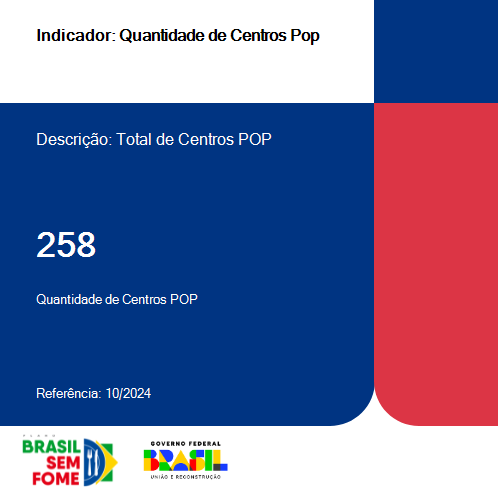 Indicador: Quantidade de Centros Pop
Descrição: Total de Centros POP
258
Quantidade de Centros POP
Referência: 10/2024
PLANO
BRASIL
SEM
FOME
GOVERNO FEDERAL
BRASIL
UNIÃO E RECONSTRUÇÃO